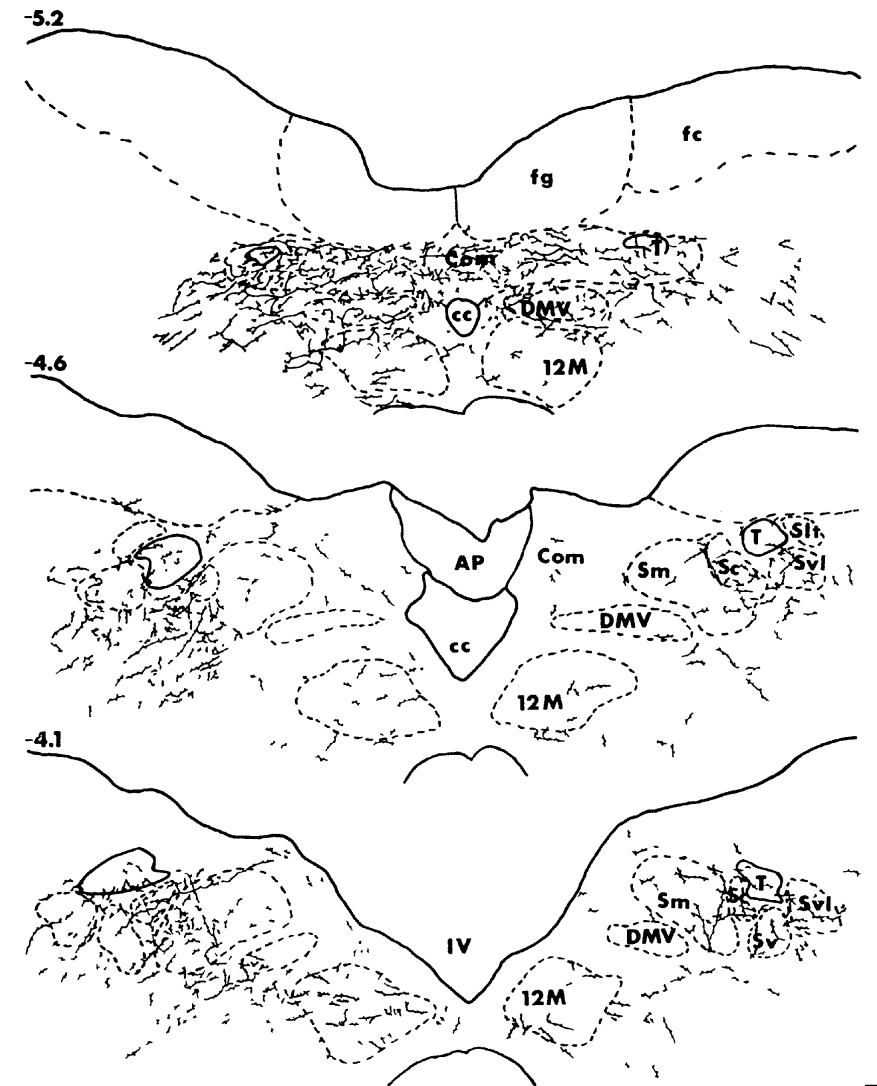 -5.2
fc
fg
T
Com
cc
DMV
12M
-4.6
T
Slt
AP
Com
Sm
Sc
Svl
DMV
cc
12M
-4.1
T
Sm
Svl
IV
DMV
Sv
12M